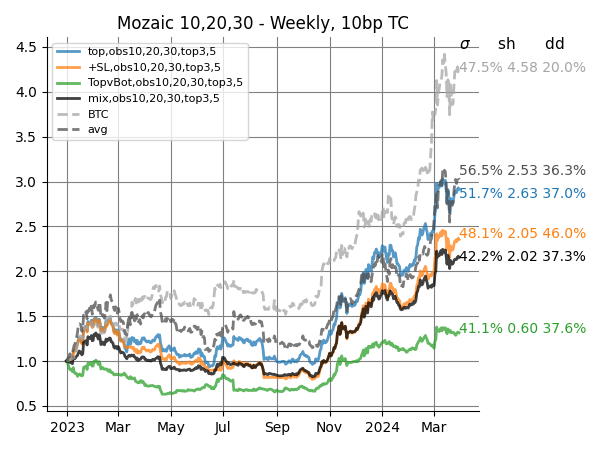 Mozaic 10,20,30 - Weekly, 10bp TC
σ sh dd
top,obs10,20,30,top3,5
+SL,obs10,20,30,top3,5
TopvBot,obs10,20,30,top3,5
mix,obs10,20,30,top3,5
BTC
avg
47.5% 4.58 20.0%
56.5% 2.53 36.3%
51.7% 2.63 37.0%
48.1% 2.05 46.0%
42.2% 2.02 37.3%
41.1% 0.60 37.6%
4.5
4.0
3.5
3.0
2.5
2.0
1.5
1.0
0.5
2023 Mar May Jul Sep Nov 2024 Mar